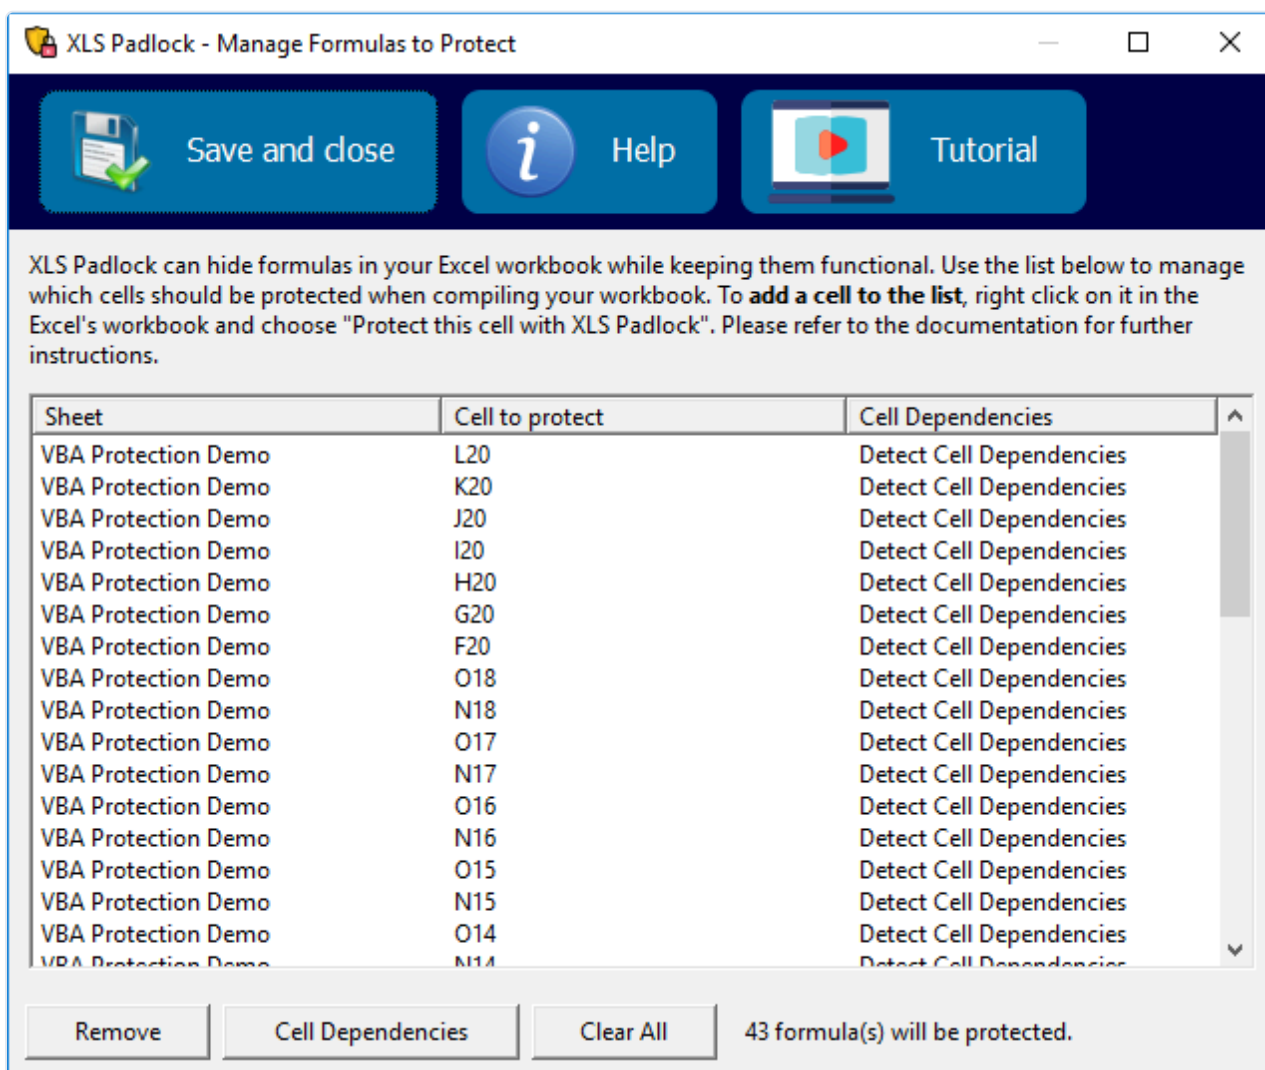 XLS Padlock - Manage Formulas to Protect
Save and close Help Tutorial
XLS Padlock can hide formulas in your Excel workbook while keeping them functional. Use the list below to manage
which cells should be protected when compiling your workbook. To add a cell to the list, right click on it in the
Excel's workbook and choose "Protect this cell with XLS Padlock". Please refer to the documentation for further
instructions.
Sheet Cell to protect Cell Dependencies
VBA Protection Demo L20 Detect Cell Dependencies
VBA Protection Demo K20 Detect Cell Dependencies
VBA Protection Demo J20 Detect Cell Dependencies
VBA Protection Demo I20 Detect Cell Dependencies
VBA Protection Demo H20 Detect Cell Dependencies
VBA Protection Demo G20 Detect Cell Dependencies
VBA Protection Demo F20 Detect Cell Dependencies
VBA Protection Demo O18 Detect Cell Dependencies
VBA Protection Demo N18 Detect Cell Dependencies
VBA Protection Demo O17 Detect Cell Dependencies
VBA Protection Demo N17 Detect Cell Dependencies
VBA Protection Demo O16 Detect Cell Dependencies
VBA Protection Demo N16 Detect Cell Dependencies
VBA Protection Demo O15 Detect Cell Dependencies
VBA Protection Demo N15 Detect Cell Dependencies
VBA Protection Demo O14 Detect Cell Dependencies
VBA Protection Demo N14 Detect Cell Dependencies
Remove Cell Dependencies Clear All 43 formula(s) will be protected.